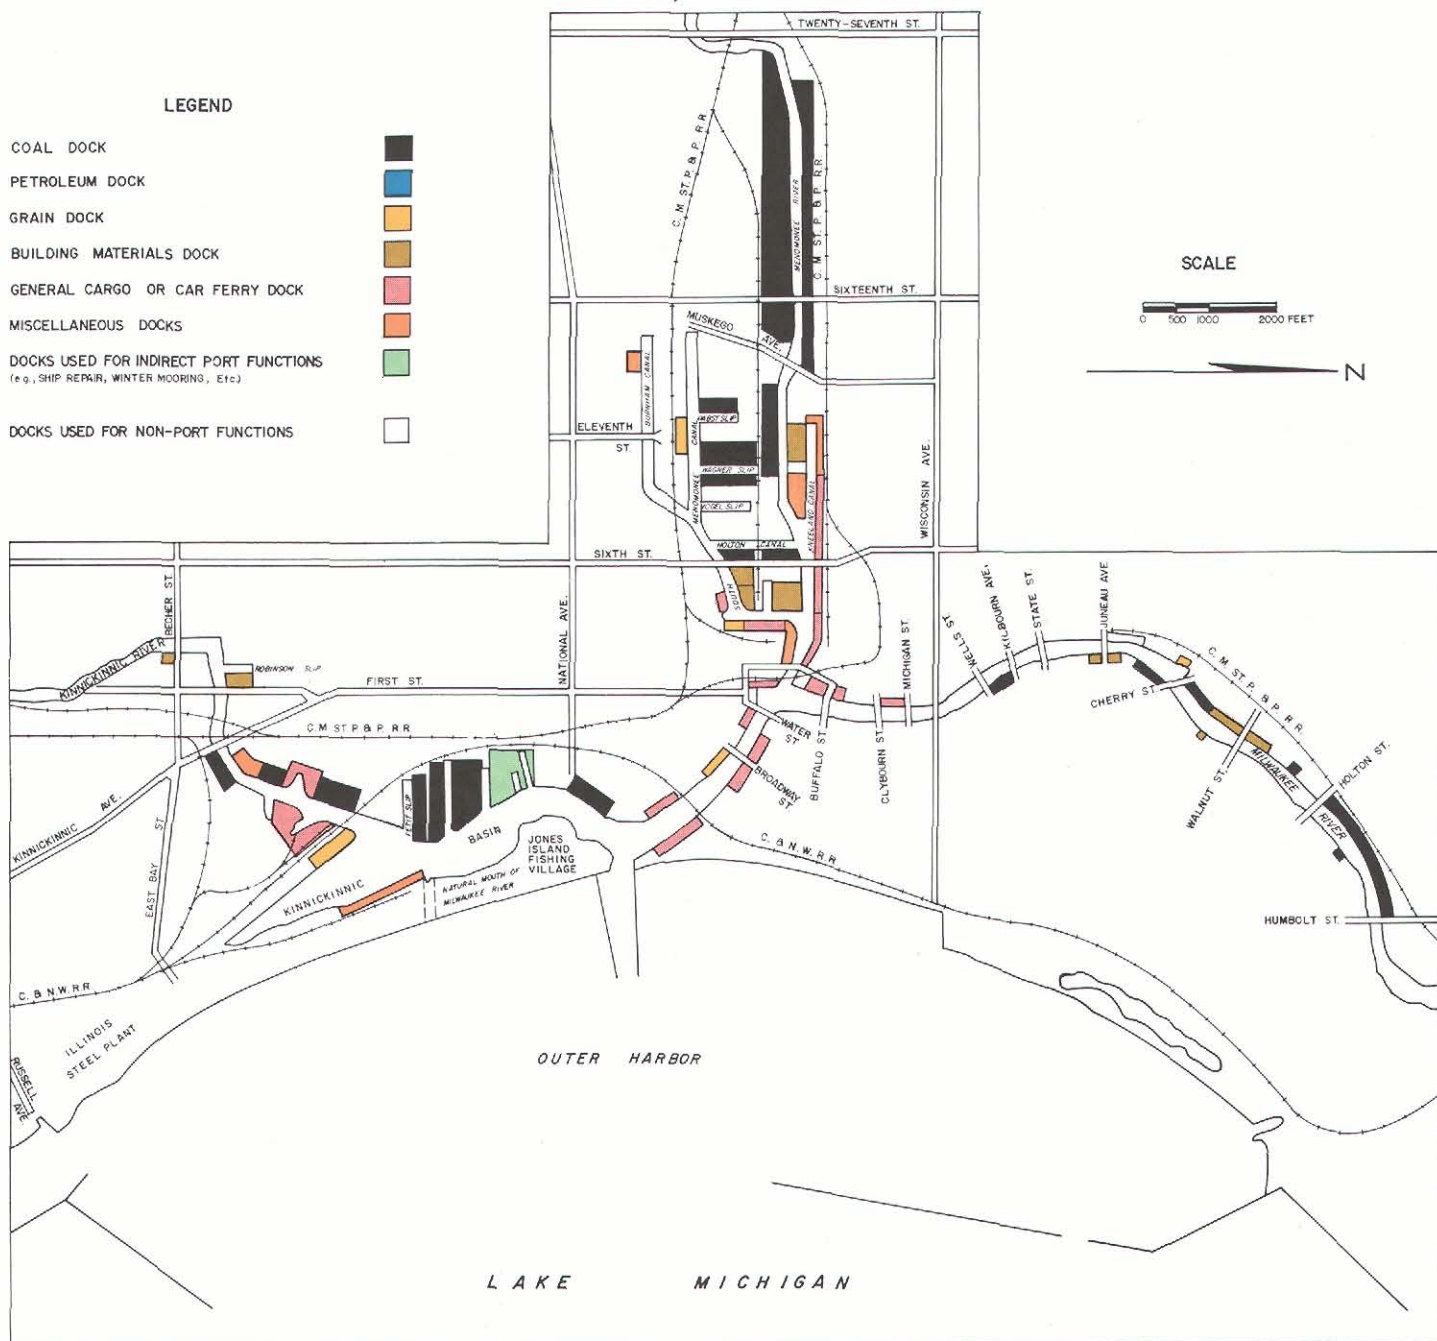 LEGEND
COAL DOCK
PETROLEUM DOCK
GRAIN DOCK
BUILDING MATERIALS DOCK
GENERAL CARGO OR CAR FERRY DOCK
MISCELLANEOUS DOCKS
DOCKS USED FOR INDIRECT PORT FUNCTIONS
(e.g., SHIP REPAIR, WINTER MOORING, Etc.)
DOCKS USED FOR NON-PORT FUNCTIONS
SCALE
0 500 1000 2000 FEET
N
TWENTY-SEVENTH ST.
C. M. ST. P. & P. R.R.
MENOMONEE RIVER
C. M. ST. P. & P. R.R.
SIXTEENTH ST.
MUSKEGO AVE.
BURNHAM CANAL
ELEVENTH
ST.
PABST SLIP
WAGNER SLIP
VOGEL SLIP
MENOMONEE CANAL
SOUTH
HOLTON CANAL
KNEELAND CANAL
WISCONSIN AVE.
SIXTH ST.
NATIONAL AVE.
BECHER ST.
KINNICKINNIC RIVER
ROBINSON SLIP
FIRST ST.
C. M. ST. P. & P. R.R.
WATER
ST.
BROADWAY
ST.
BUFFALO ST.
CLYBOURN ST.
MICHIGAN ST.
WELLS ST.
KILBOURN AVE.
STATE ST.
JUNEAU AVE
CHERRY ST.
C. M. ST. P. & P. R.R.
WALNUT ST.
MILWAUKEE
RIVER
HOLTON ST.
HUMBOLT ST.
KINNICKINNIC AVE.
EAST BAY ST
PETIT SLIP
KINNICKINNIC
BASIN
JONES
ISLAND
FISHING
VILLAGE
NATURAL MOUTH OF
MILWAUKEE RIVER
C. & N.W. R.R.
C. & N.W. R.R.
ILLINOIS
STEEL PLANT
RUSSELL
AVE.
OUTER HARBOR
LAKE MICHIGAN